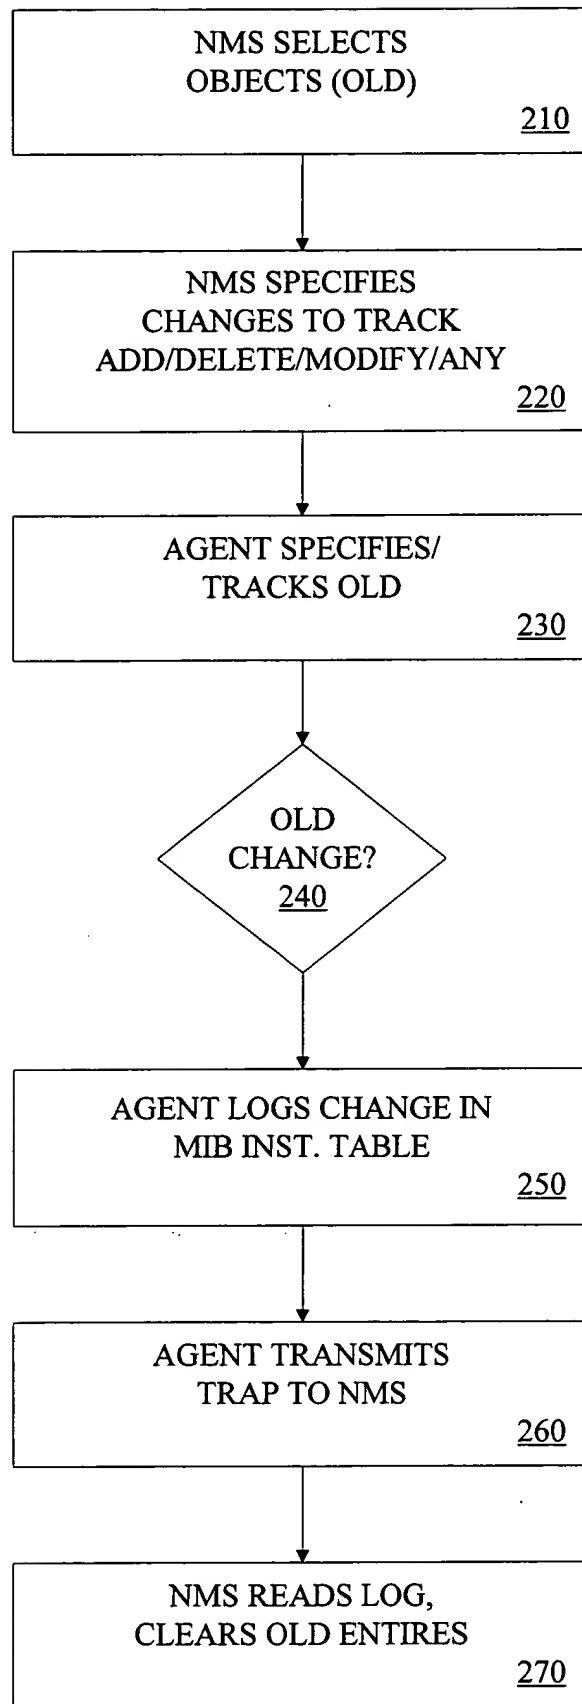 NMS SELECTS
OBJECTS (OLD)
210
NMS SPECIFIES
CHANGES TO TRACK
ADD/DELETE/MODIFY/ANY
220
AGENT SPECIFIES/
TRACKS OLD
230
OLD
CHANGE?
240
AGENT LOGS CHANGE IN
MIB INST. TABLE
250
AGENT TRANSMITS
TRAP TO NMS
260
NMS READS LOG,
CLEARS OLD ENTIRES
270